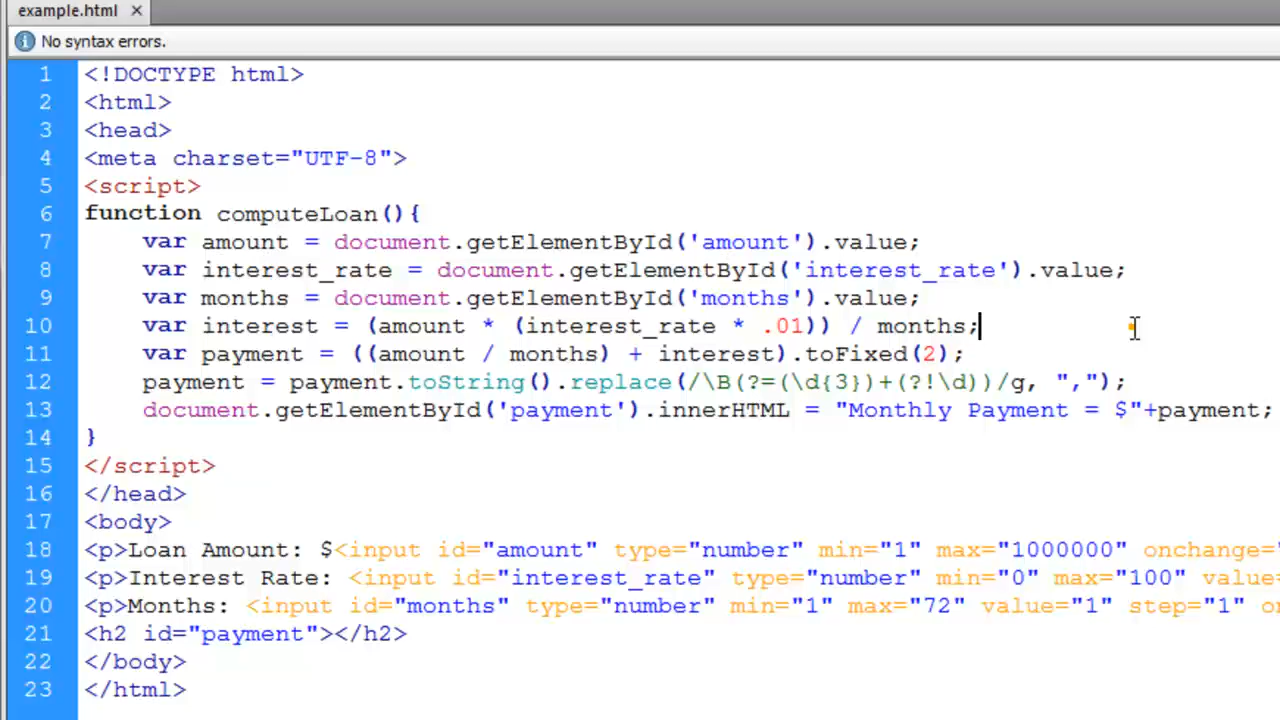 example.html ×
No syntax errors.
1 <!DOCTYPE html>
2 <html>
3 <head>
4 <meta charset="UTF-8">
5 <script>
6 function computeLoan(){
7 var amount = document.getElementById('amount').value;
8 var interest_rate = document.getElementById('interest_rate').value;
9 var months = document.getElementById('months').value;
10 var interest = (amount * (interest_rate * .01)) / months;
11 var payment = ((amount / months) + interest).toFixed(2);
12 payment = payment.toString().replace(/\B(?=(\d{3})+(?!\d))/g, ",");
13 document.getElementById('payment').innerHTML = "Monthly Payment = $"+payment;
14 }
15 </script>
16 </head>
17 <body>
18 <p>Loan Amount: $<input id="amount" type="number" min="1" max="1000000" onchange="
19 <p>Interest Rate: <input id="interest_rate" type="number" min="0" max="100" value=
20 <p>Months: <input id="months" type="number" min="1" max="72" value="1" step="1" on
21 <h2 id="payment"></h2>
22 </body>
23 </html>